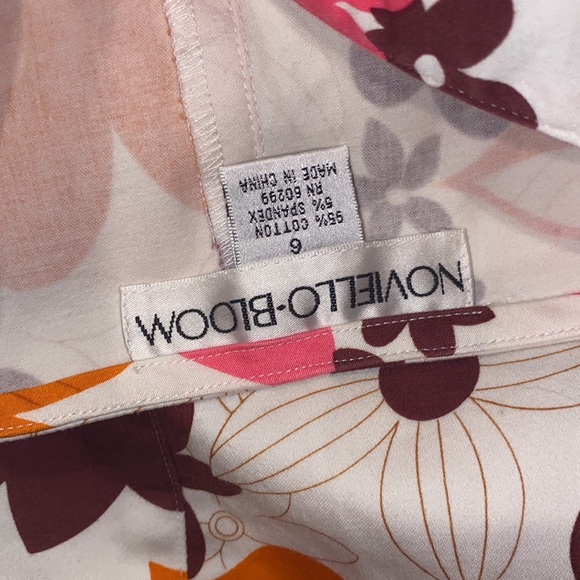 NOVIELLO·BLOOM
6
95% COTTON
5% SPANDEX
RN 60299
MADE IN CHINA